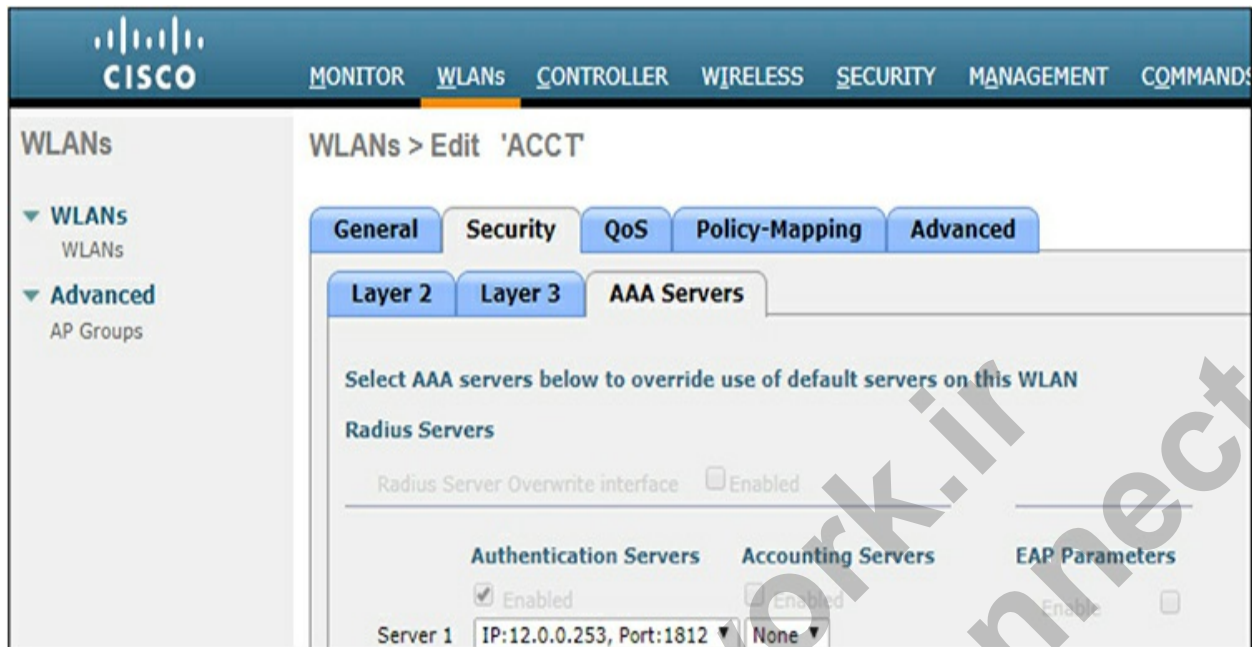 CISCO
MONITOR WLANs CONTROLLER WIRELESS SECURITY MANAGEMENT COMMANDS
WLANs
WLANs > Edit 'ACCT'
WLANs
WLANs
Advanced
AP Groups
General Security QoS Policy-Mapping Advanced
Layer 2 Layer 3 AAA Servers
Select AAA servers below to override use of default servers on this WLAN
Radius Servers
Radius Server Overwrite interface Enabled
Authentication Servers Accounting Servers EAP Parameters
Enabled Enabled Enable
Server 1 IP:12.0.0.253, Port:1812 None